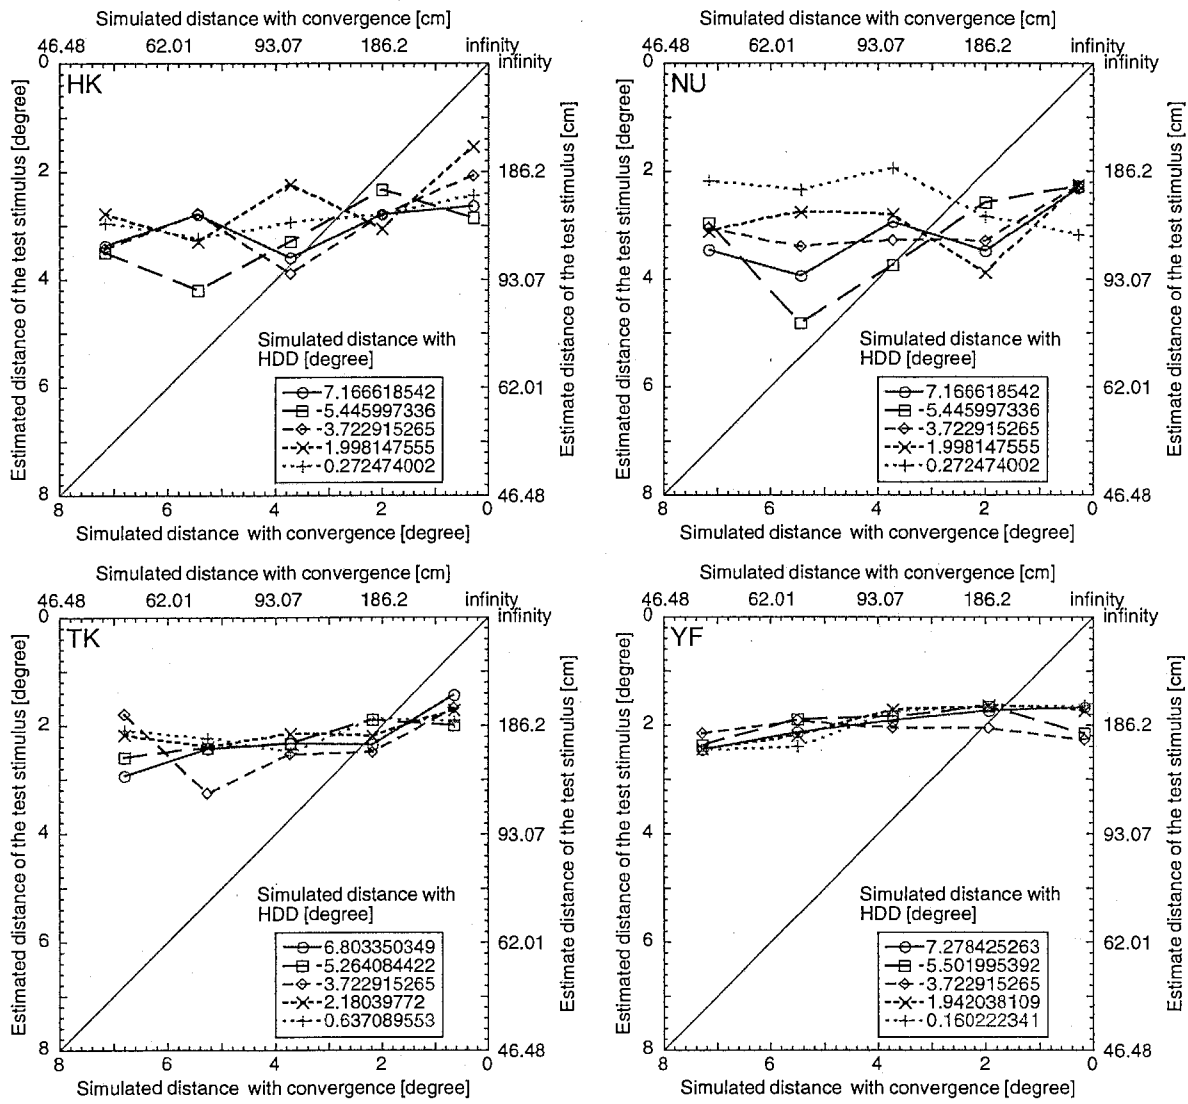 Simulated distance with convergence [cm]
46.48 62.01 93.07 186.2 infinity
infinity
HK
0
2
4
6
8
186.2
93.07
62.01
46.48
Estimated distance of the test stimulus [degree]
Estimated distance of the test stimulus [cm]
Simulated distance with
HDD [degree]
7.166618542
-5.445997336
-3.722915265
1.998147555
0.272474002
8 6 4 2 0
Simulated distance with convergence [degree]
Simulated distance with convergence [cm]
46.48 62.01 93.07 186.2 infinity
infinity
NU
0
2
4
6
8
186.2
93.07
62.01
46.48
Estimated distance of the test stimulus [degree]
Estimate distance of the test stimulus [cm]
Simulated distance with
HDD [degree]
7.166618542
-5.445997336
-3.722915265
1.998147555
0.272474002
8 6 4 2 0
Simulated distance with convergence [degree]
Simulated distance with convergence [cm]
46.48 62.01 93.07 186.2 infinity
infinity
TK
0
2
4
6
8
186.2
93.07
62.01
46.48
Estimated distance of the test stimulus [degree]
Estimate distance of the test stimulus [cm]
Simulated distance with
HDD [degree]
6.803350349
-5.264084422
-3.722915265
2.18039772
0.637089553
8 6 4 2 0
Simulated distance with convergence [degree]
Simulated distance with convergence [cm]
46.48 62.01 93.07 186.2 infinity
infinity
YF
0
2
4
6
8
186.2
93.07
62.01
46.48
Estimated distance of the test stimulus [degree]
Estimate distance of the test stimulus [cm]
Simulated distance with
HDD [degree]
7.278425263
-5.501995392
-3.722915265
1.942038109
0.160222341
8 6 4 2 0
Simulated distance with convergence [degree]